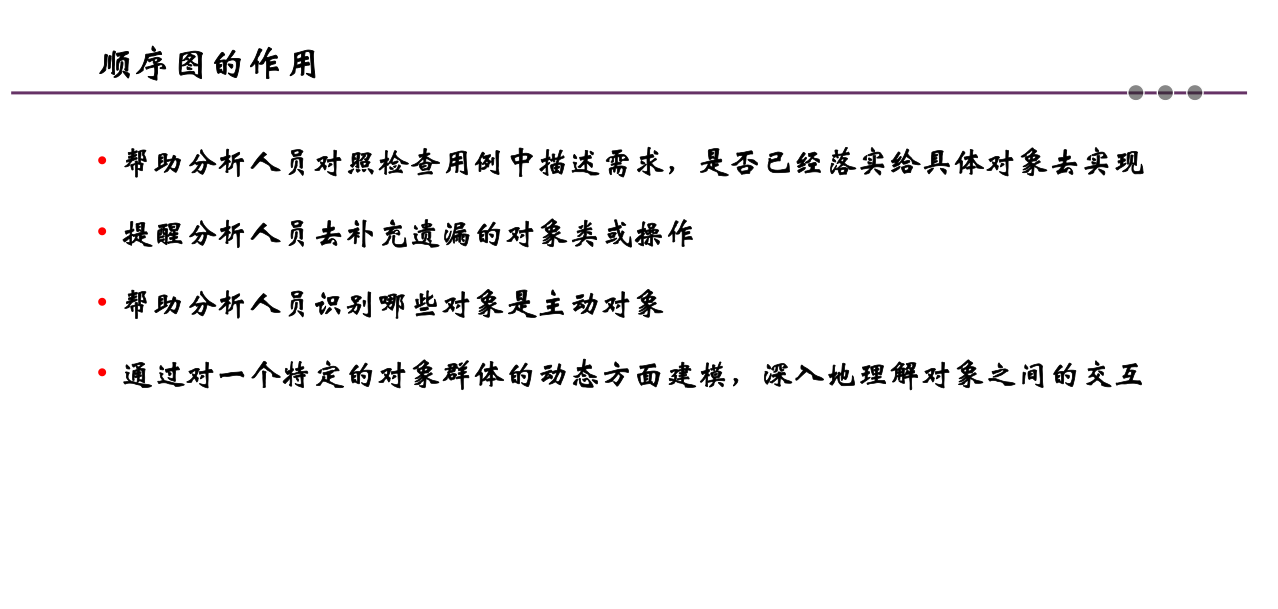 顺序图的作用
• 帮助分析人员对照检查用例中描述需求，是否已经落实给具体对象去实现
• 提醒分析人员去补充遗漏的对象类或操作
• 帮助分析人员识别哪些对象是主动对象
• 通过对一个特定的对象群体的动态方面建模，深入地理解对象之间的交互